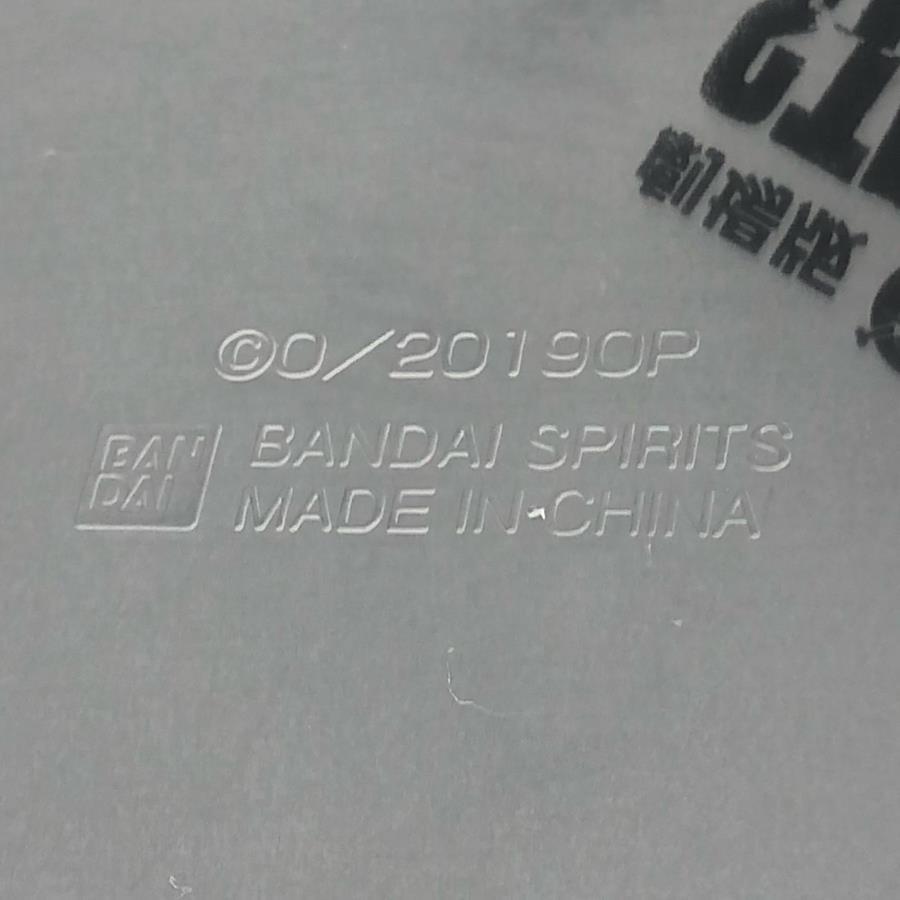 劇場版
©O/2019OP
BAN
DAI
BANDAI SPIRITS
MADE IN CHINA